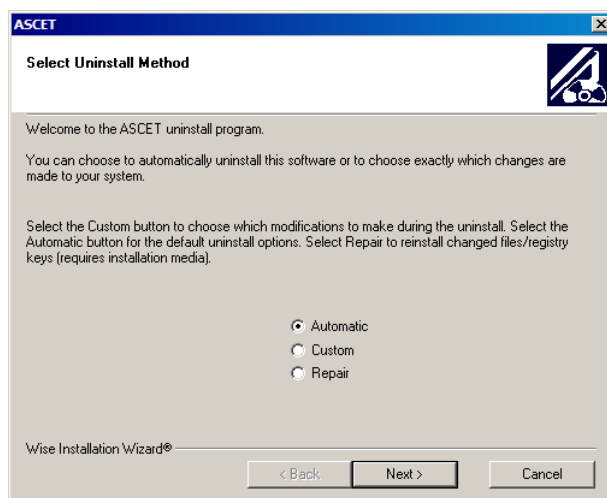 ASCET
Select Uninstall Method
Welcome to the ASCET uninstall program.
You can choose to automatically uninstall this software or to choose exactly which changes are
made to your system.
Select the Custom button to choose which modifications to make during the uninstall. Select the
Automatic button for the default uninstall options. Select Repair to reinstall changed files/registry
keys (requires installation media).
Automatic
Custom
Repair
Wise Installation Wizard®
< Back
Next >
Cancel